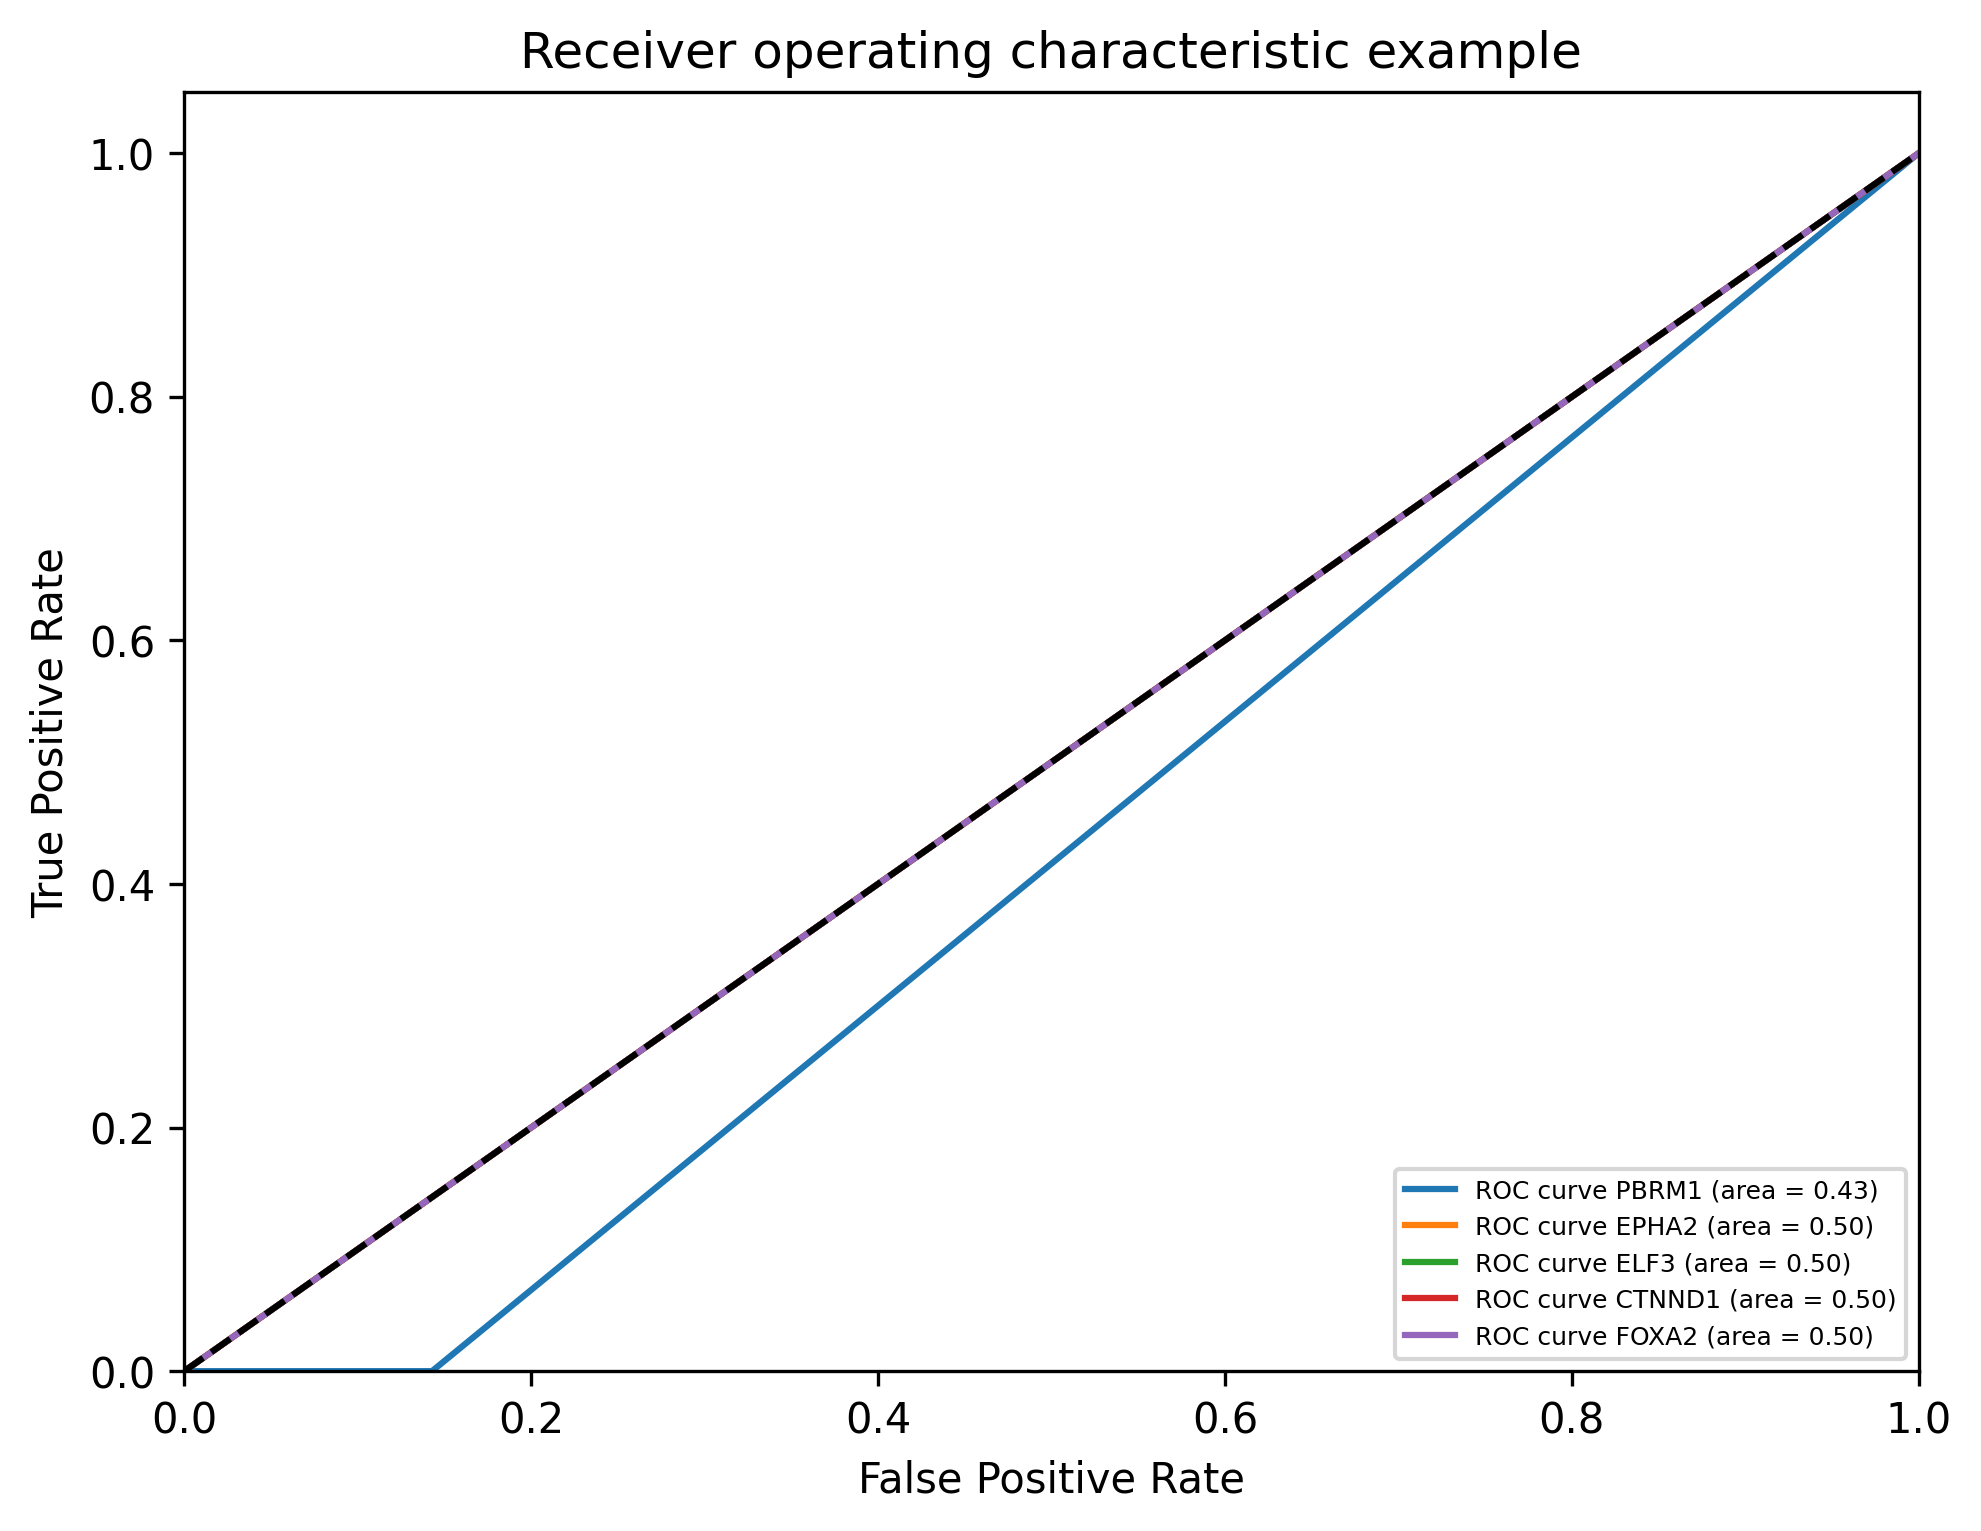 Receiver operating characteristic example
True Positive Rate
1.0
0.8
0.6
0.4
0.2
0.0
ROC curve PBRM1 (area = 0.43)
ROC curve EPHA2 (area = 0.50)
ROC curve ELF3 (area = 0.50)
ROC curve CTNND1 (area = 0.50)
ROC curve FOXA2 (area = 0.50)
0.0 0.2 0.4 0.6 0.8 1.0
False Positive Rate